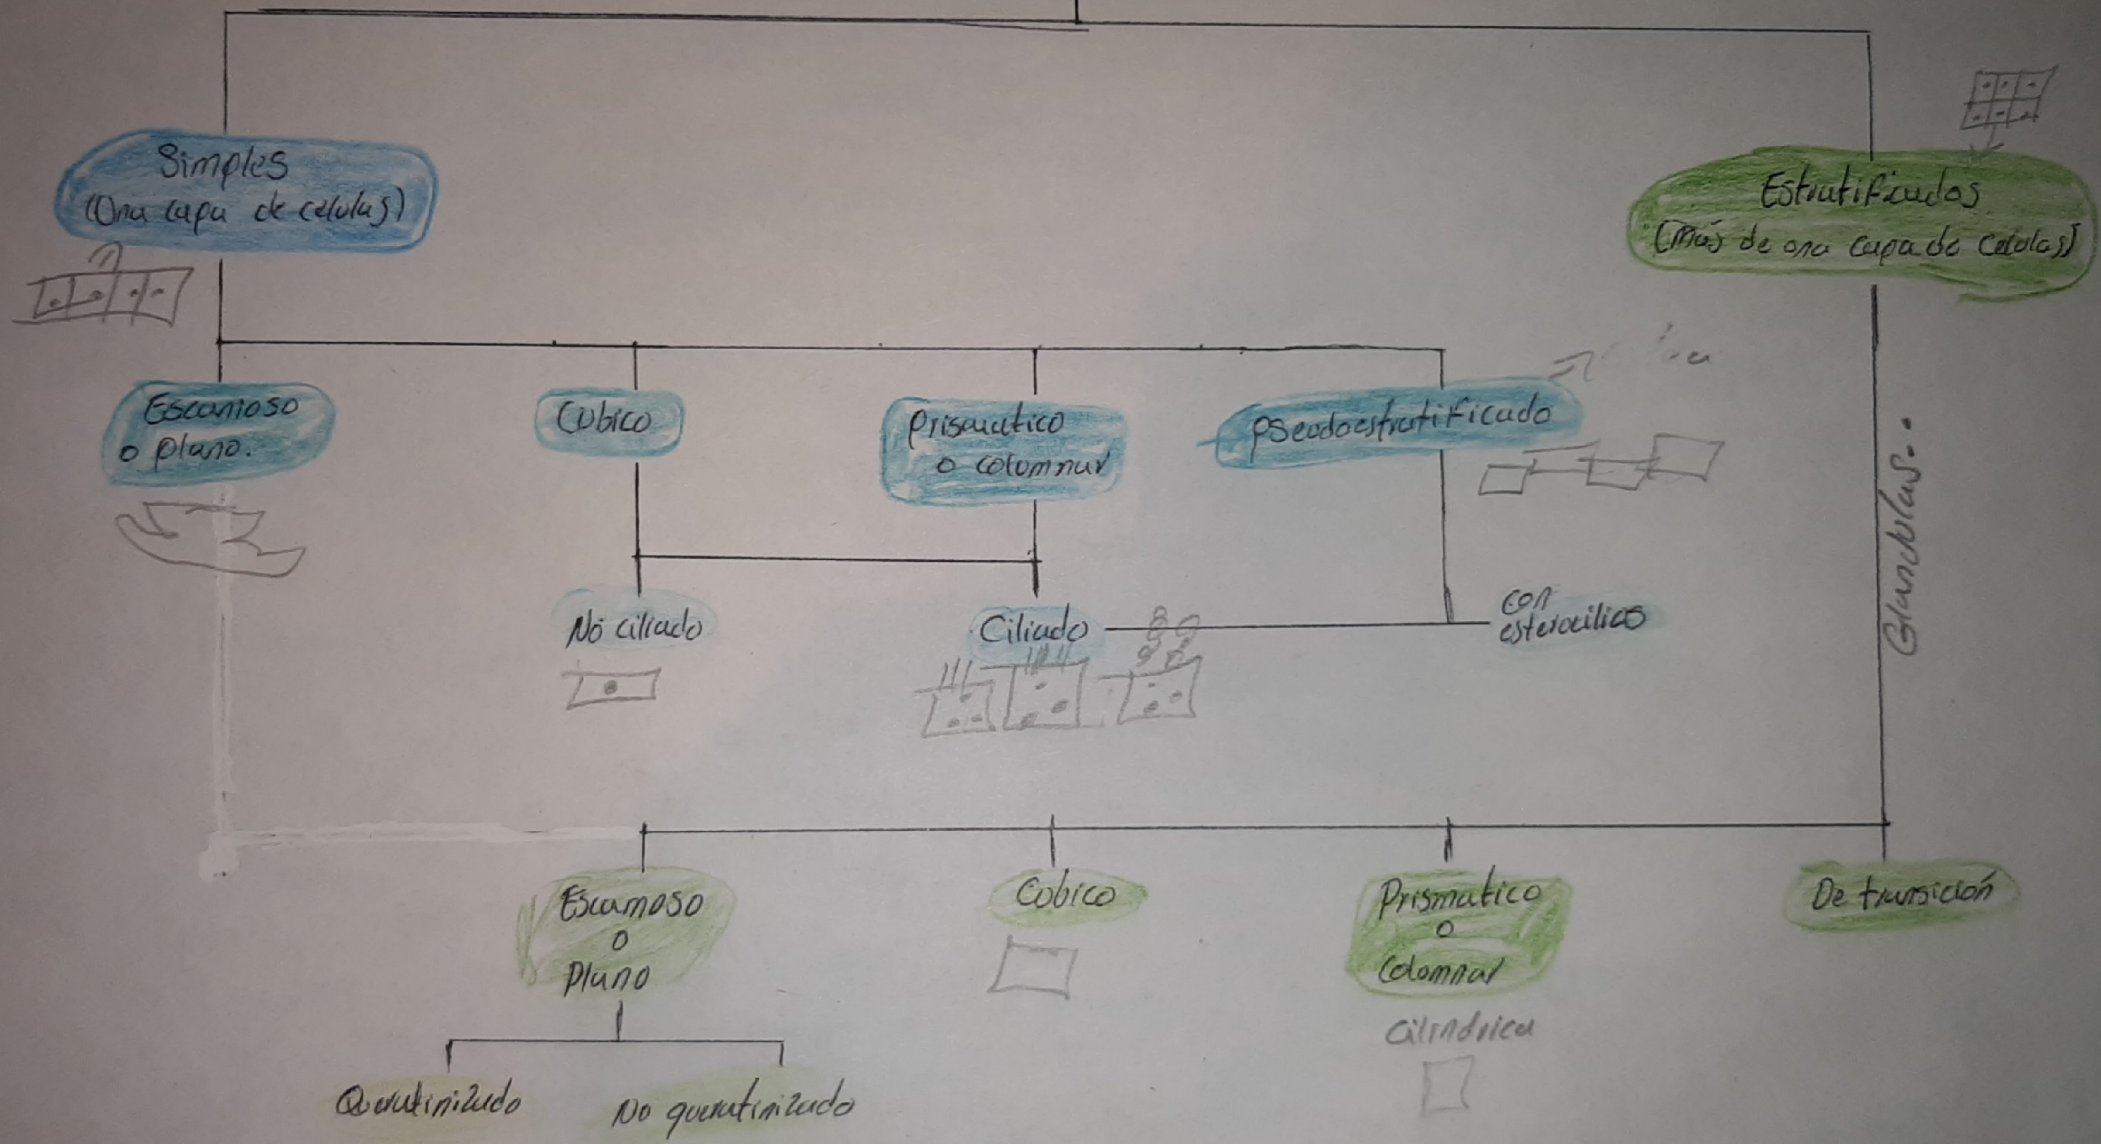 Simples
(Una capa de celulas)
Estratificados
(Más de una capa de celulas)
Escamoso
o plano.
Cubico
Prismatico
o columnar
Pseudoestratificado
Glandulas.
No ciliado
Ciliado
con
esterocilios
Escamoso
o
Plano
Cubico
Prismatico
o
Columnar
De transición
Cilindrica
Queratinizado
No queratinizado